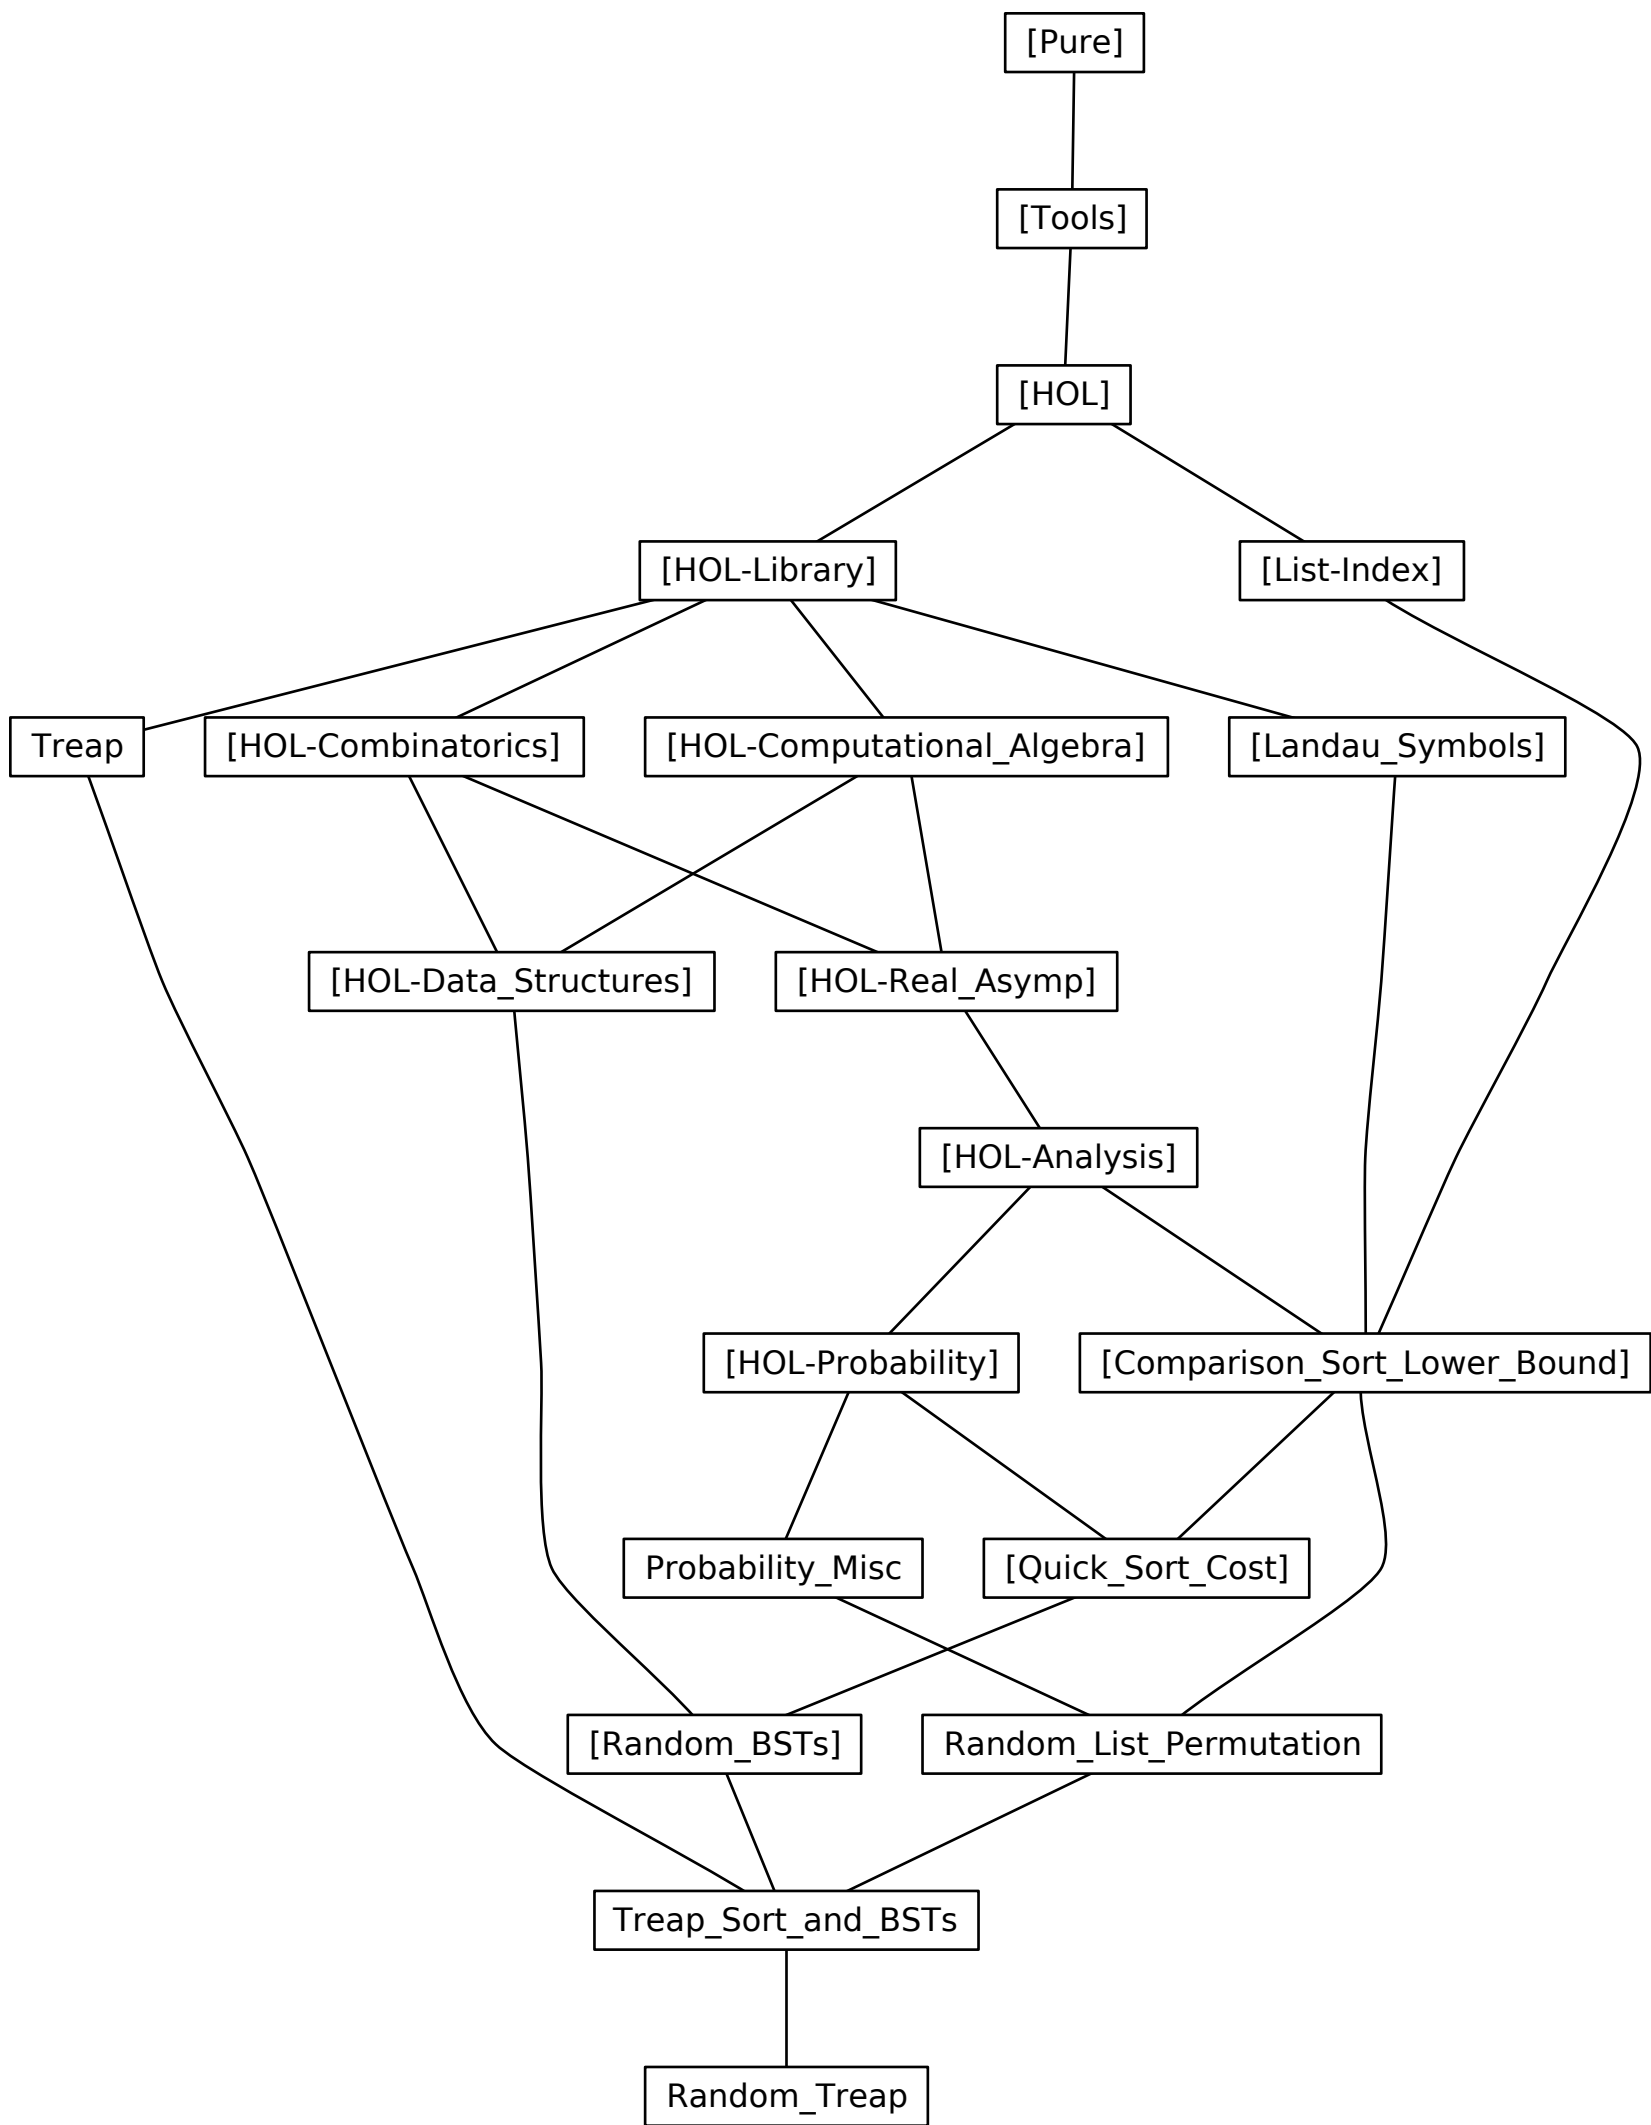 [Pure]
[Tools]
[HOL]
[HOL-Library]
[List-Index]
Treap
[HOL-Combinatorics]
[HOL-Computational_Algebra]
[Landau_Symbols]
[HOL-Data_Structures]
[HOL-Real_Asymp]
[HOL-Analysis]
[HOL-Probability]
[Comparison_Sort_Lower_Bound]
Probability_Misc
[Quick_Sort_Cost]
[Random_BSTs]
Random_List_Permutation
Treap_Sort_and_BSTs
Random_Treap